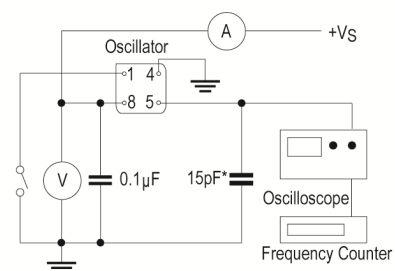 A
+VS
Oscillator
1 4
8 5
V
0.1µF
15pF*
Oscilloscope
Frequency Counter